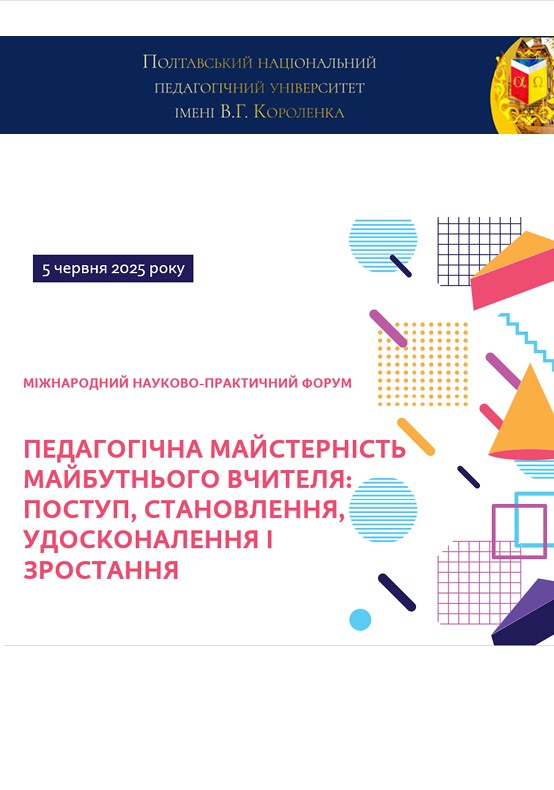 Полтавський національний
педагогічний університет
імені В.Г. Короленка
α Ω
5 червня 2025 року
МІЖНАРОДНИЙ НАУКОВО-ПРАКТИЧНИЙ ФОРУМ
ПЕДАГОГІЧНА МАЙСТЕРНІСТЬ
МАЙБУТНЬОГО ВЧИТЕЛЯ:
ПОСТУП, СТАНОВЛЕННЯ,
УДОСКОНАЛЕННЯ І
ЗРОСТАННЯ